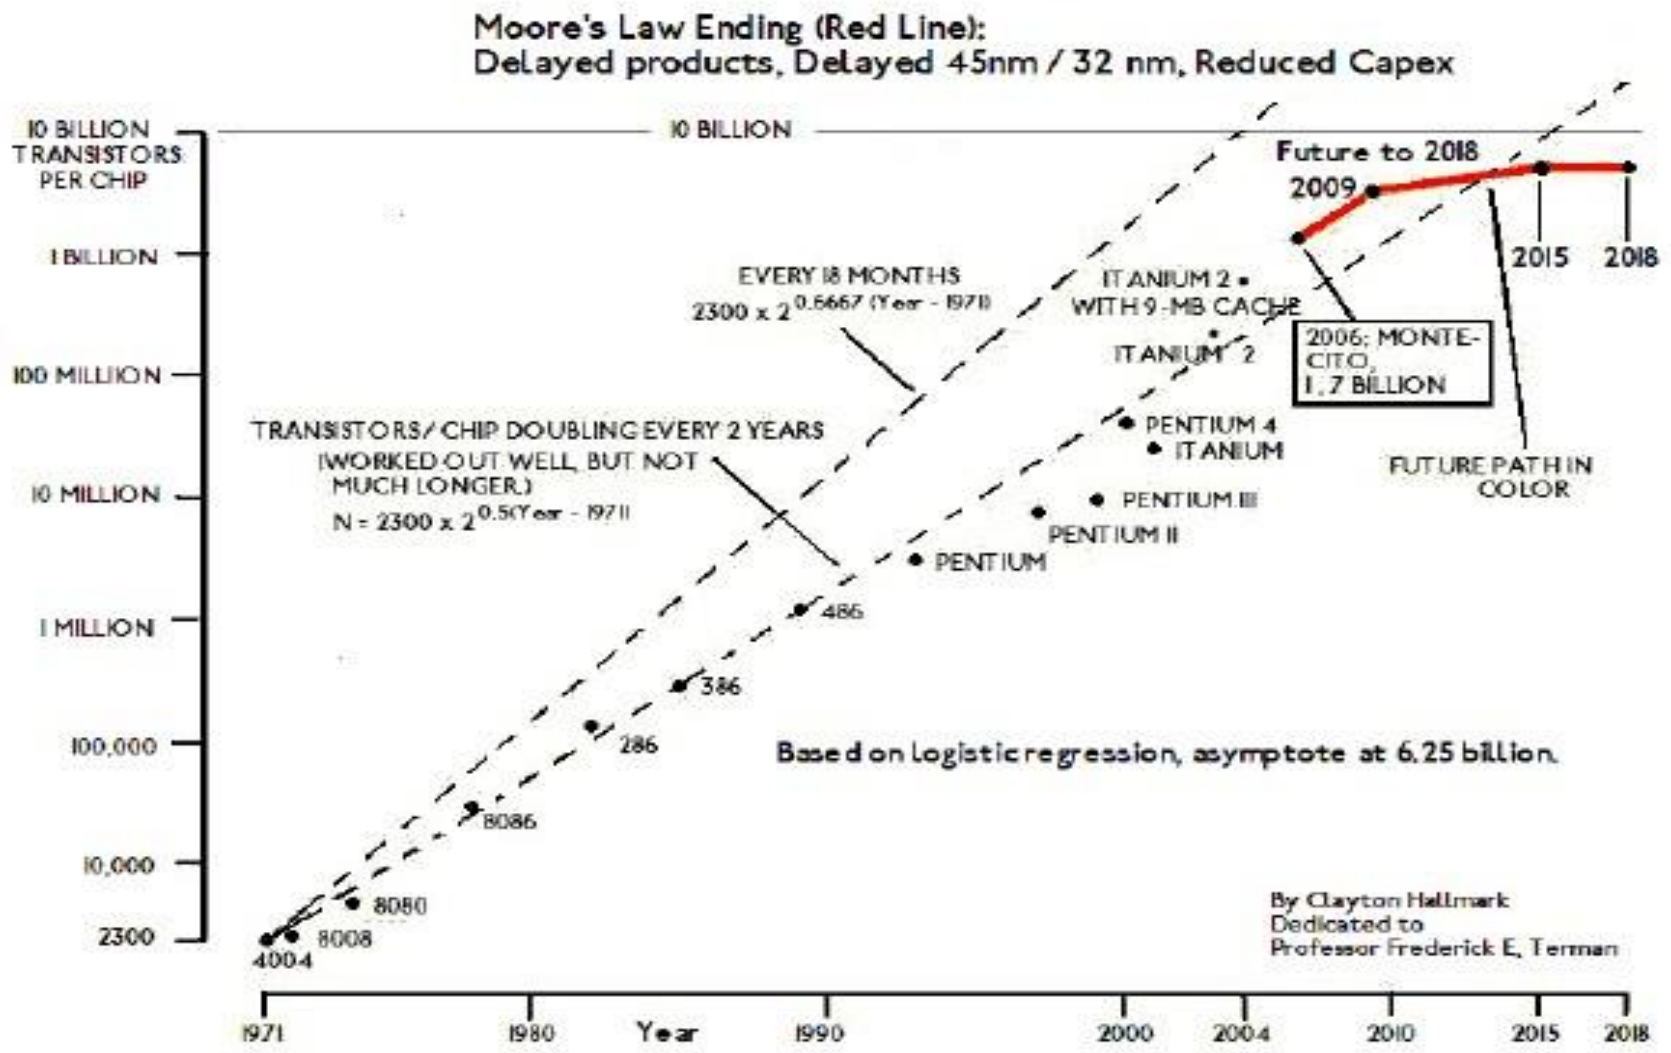 Moore's Law Ending (Red Line):
Delayed products, Delayed 45nm / 32 nm, Reduced Capex
10 BILLION
TRANSISTORS
PER CHIP
10 BILLION
Future to 2018
2009
1 BILLION
2015
2018
EVERY 18 MONTHS
2300 x 2^0.6667 (Year - 1971)
ITANIUM 2
WITH 9-MB CACHE
ITANIUM 2
2006: MONTE-
CITO,
1.7 BILLION
100 MILLION
TRANSISTORS/CHIP DOUBLING EVERY 2 YEARS
(WORKED OUT WELL, BUT NOT
MUCH LONGER.)
N = 2300 x 2^0.5(Year - 1971)
PENTIUM 4
ITANIUM
FUTURE PATH IN
COLOR
10 MILLION
PENTIUM III
PENTIUM II
PENTIUM
486
1 MILLION
386
100,000
286
Based on logistic regression, asymptote at 6.25 billion.
8086
10,000
8080
By Clayton Hallmark
Dedicated to
Professor Frederick E, Terman
2300
8008
4004
1971
1980
Year
1990
2000
2004
2010
2015
2018